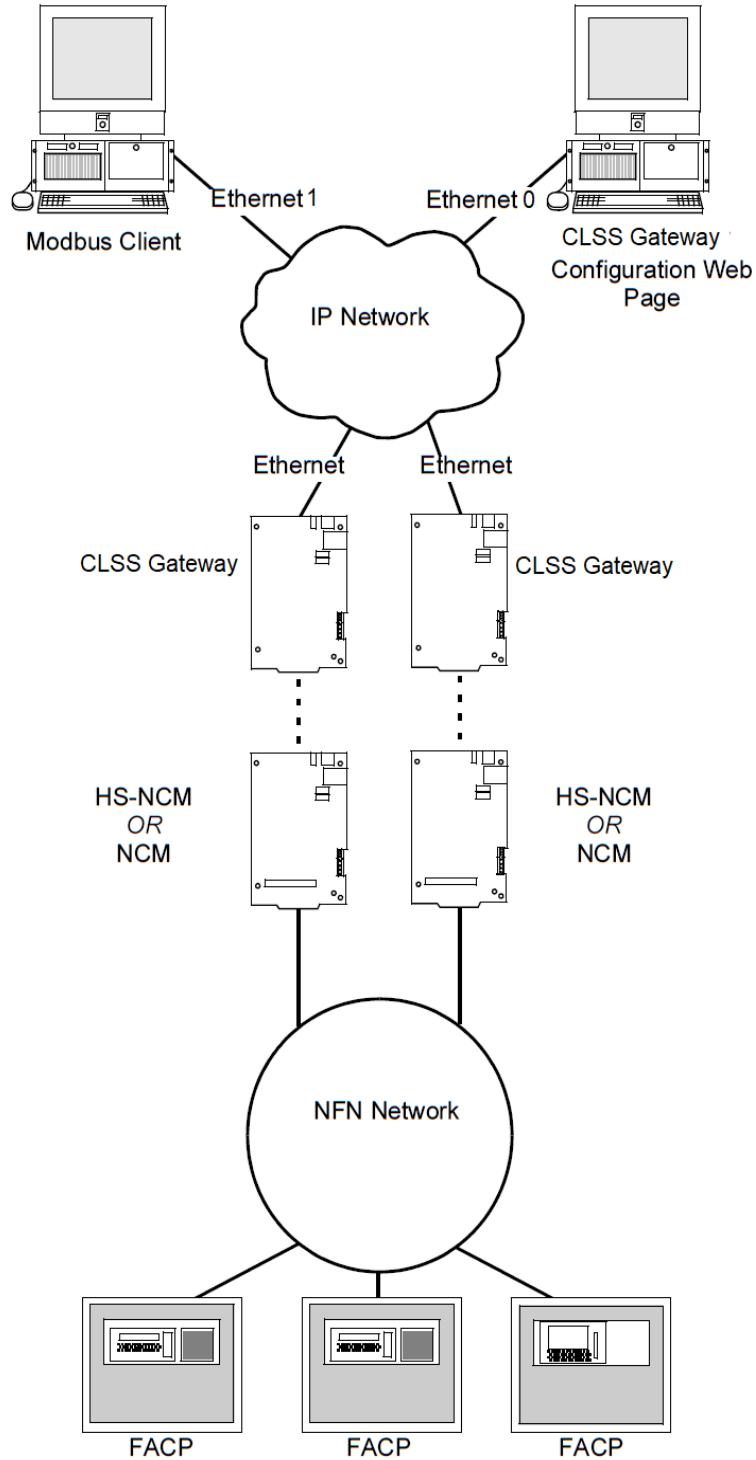 Ethernet 1
Ethernet 0
Modbus Client
CLSS Gateway
Configuration Web
Page
IP Network
Ethernet
Ethernet
CLSS Gateway
CLSS Gateway
HS-NCM
OR
NCM
HS-NCM
OR
NCM
NFN Network
FACP
FACP
FACP